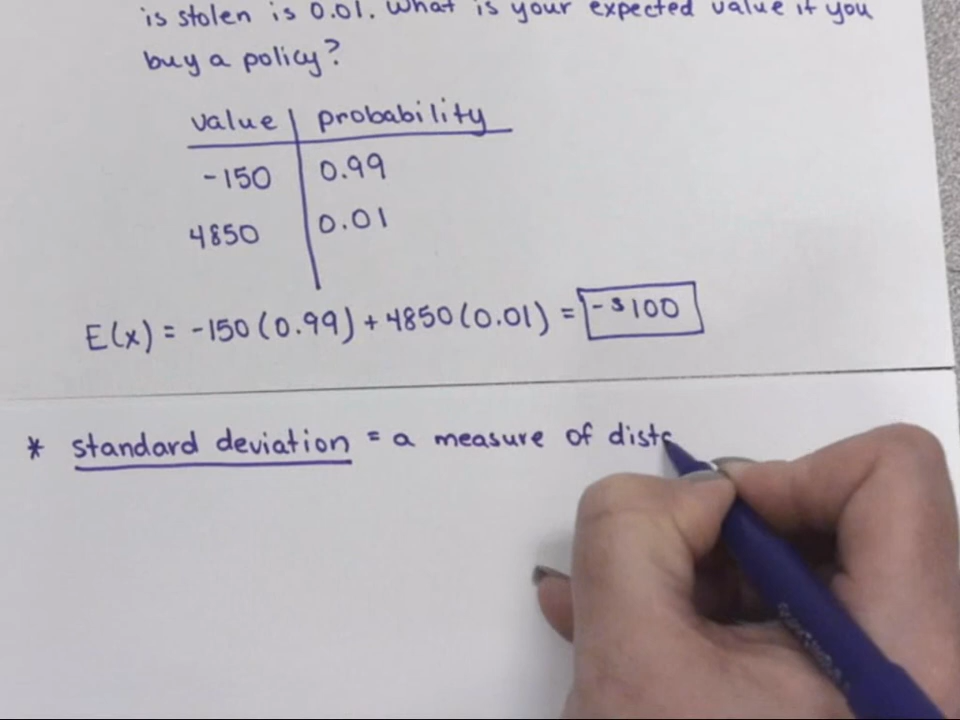 is stolen is 0.01. What is your expected value if you
buy a policy?
value probability
-150 0.99
4850 0.01
E(x) = -150(0.99) + 4850(0.01) = -$100
* standard deviation = a measure of dist